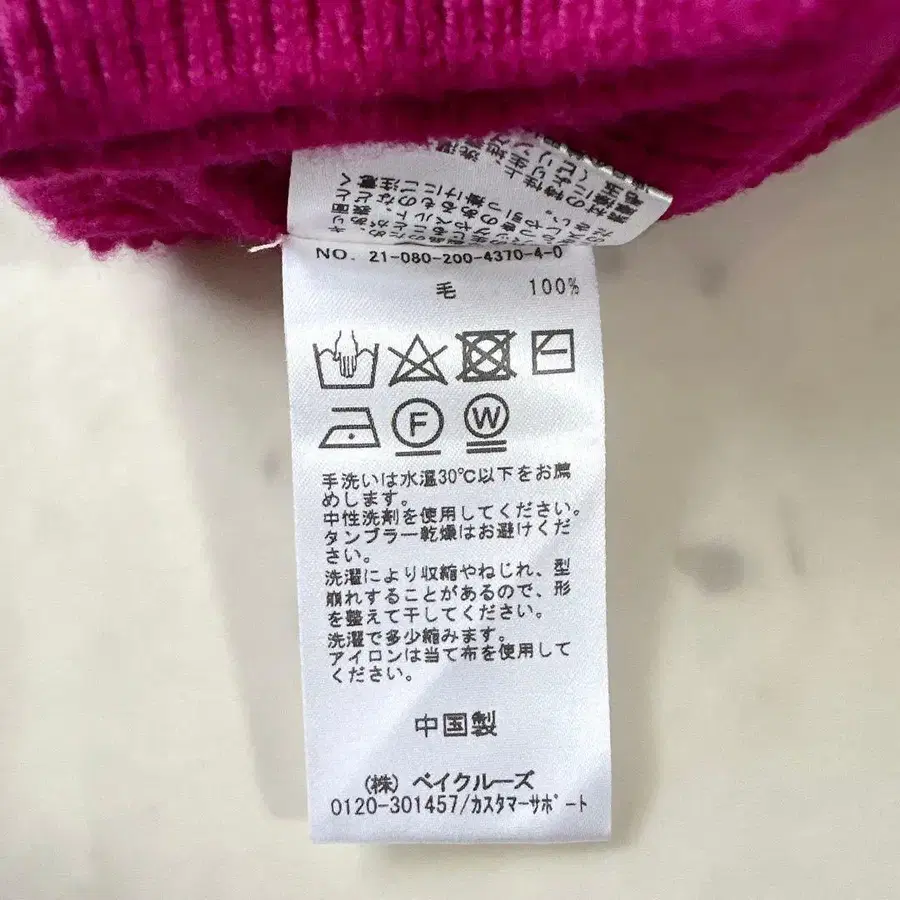 NO. 21-080-200-4370-4-0
毛 100%
F W
手洗いは水温30℃以下をお薦
めします。
中性洗剤を使用してください。
タンブラー乾燥はお避けくだ
さい。
洗濯により収縮やねじれ、型
崩れすることがあるので、形
を整えて干してください。
洗濯で多少縮みます。
アイロンは当て布を使用して
ください。
中国製
(株) ベイクルーズ
0120-301457/カスタマーサポート